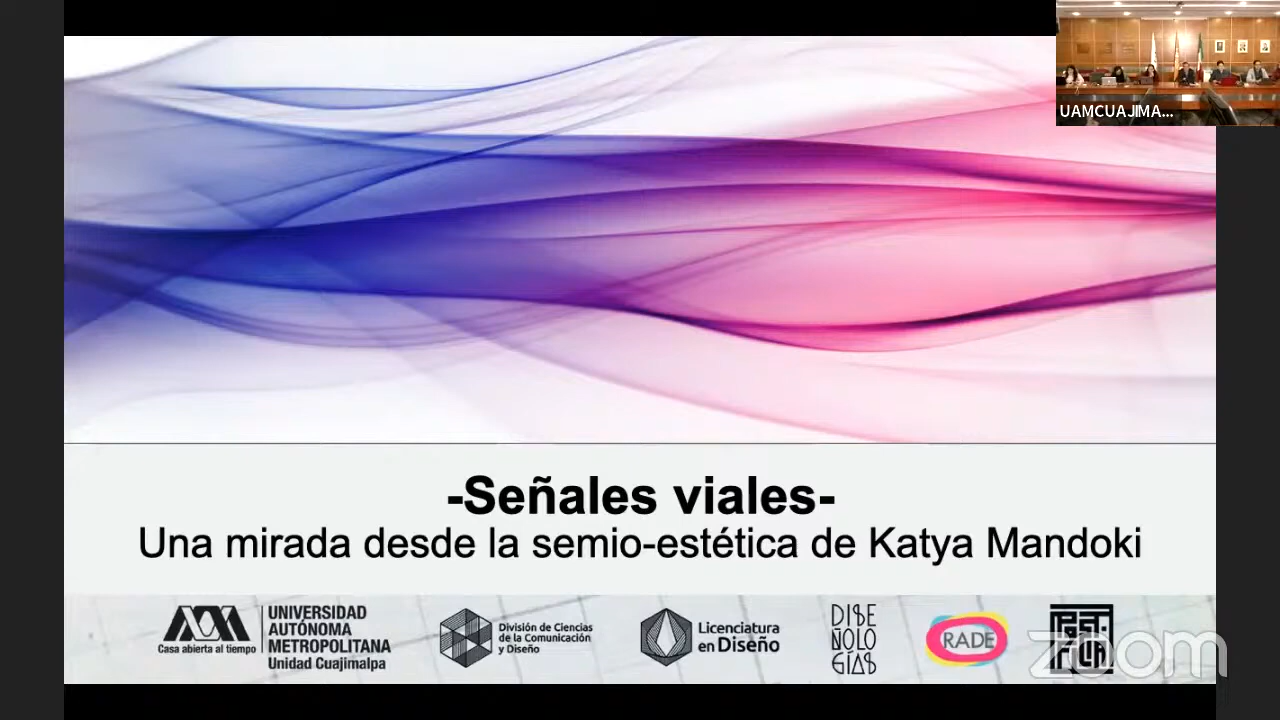 UAMCUAJIMA...
-Señales viales-
Una mirada desde la semio-estética de Katya Mandoki
Casa abierta al tiempo
UNIVERSIDAD
AUTÓNOMA
METROPOLITANA
Unidad Cuajimalpa
División de Ciencias
de la Comunicación
y Diseño
Licenciatura
en Diseño
DISE
ÑOLO
GÍAS
RADE
zoom